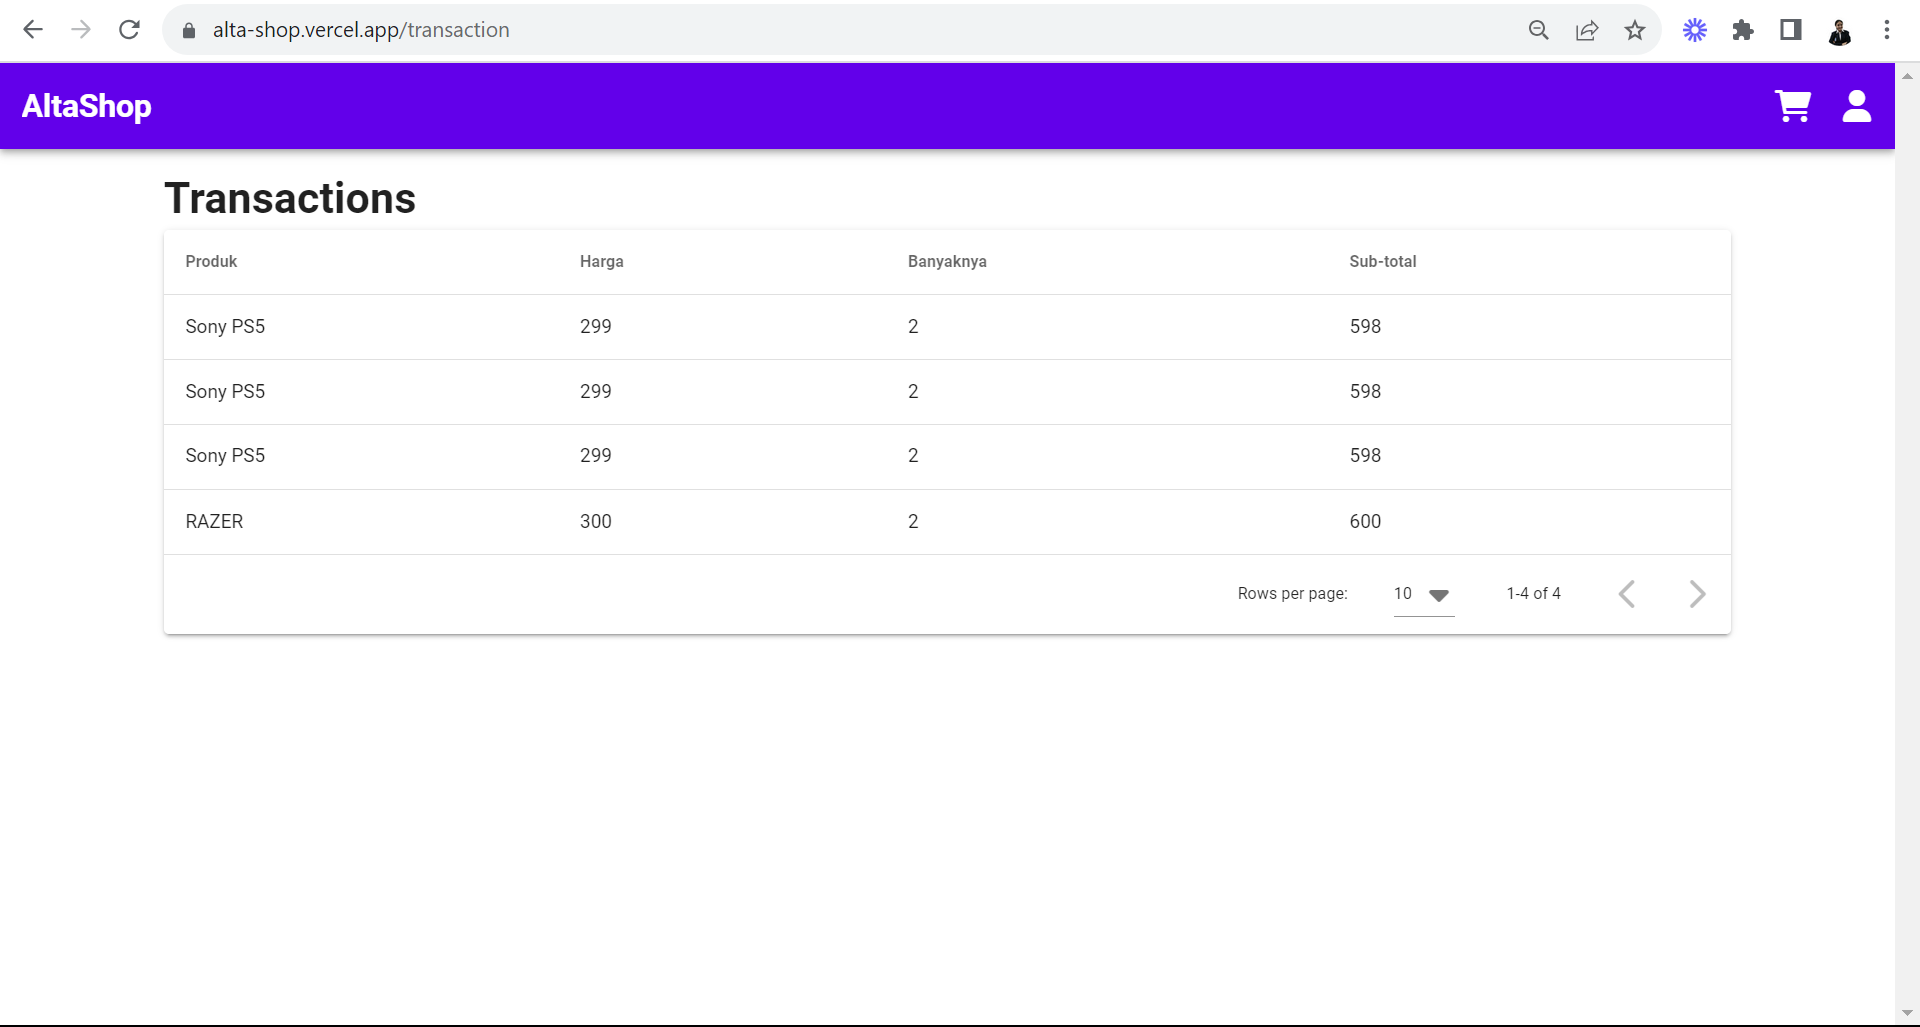 alta-shop.vercel.app/transaction
AltaShop
Transactions
Produk Harga Banyaknya Sub-total
Sony PS5 299 2 598
Sony PS5 299 2 598
Sony PS5 299 2 598
RAZER 300 2 600
Rows per page: 10 1-4 of 4